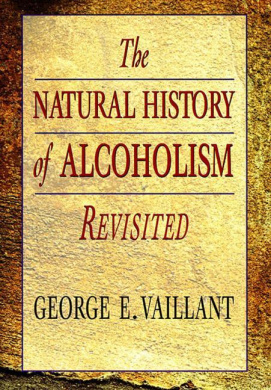 The
NATURAL HISTORY
of ALCOHOLISM
REVISITED
GEORGE E. VAILLANT